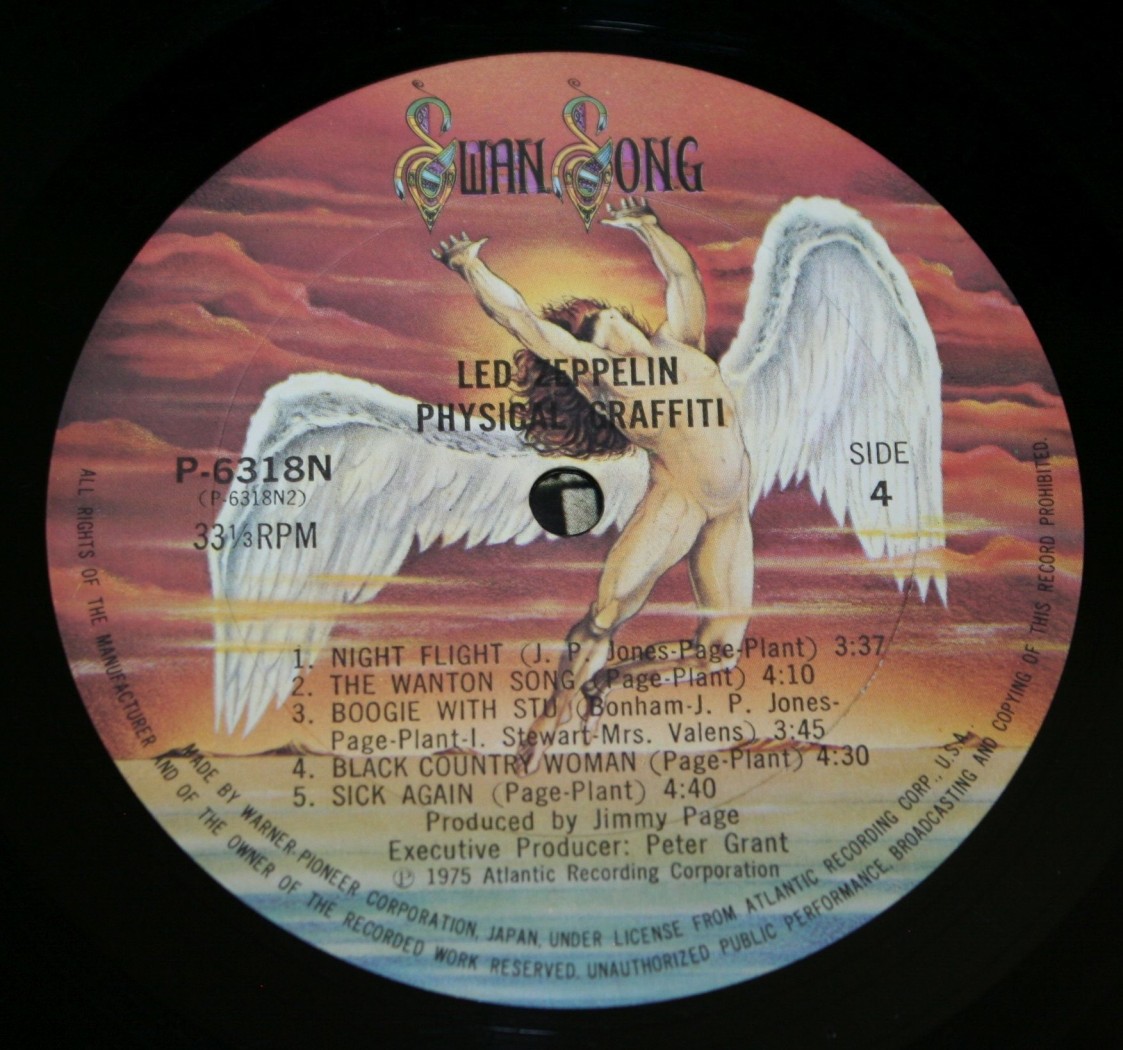 SWAN SONG
LED ZEPPELIN
PHYSICAL GRAFFITI
P-6318N
(P-6318N2)
33⅓RPM
SIDE
4
1. NIGHT FLIGHT (J. P. Jones-Page-Plant) 3:37
2. THE WANTON SONG (Page-Plant) 4:10
3. BOOGIE WITH STU (Bonham-J. P. Jones-
Page-Plant-I. Stewart-Mrs. Valens) 3:45
4. BLACK COUNTRY WOMAN (Page-Plant) 4:30
5. SICK AGAIN (Page-Plant) 4:40
Produced by Jimmy Page
Executive Producer: Peter Grant
Ⓟ 1975 Atlantic Recording Corporation
MADE BY WARNER-PIONEER CORPORATION, JAPAN, UNDER LICENSE FROM ATLANTIC RECORDING CORP., U.S.A.
ALL RIGHTS OF THE MANUFACTURER AND OF THE OWNER OF THE RECORDED WORK RESERVED. UNAUTHORIZED PUBLIC PERFORMANCE, BROADCASTING AND COPYING OF THIS RECORD PROHIBITED.